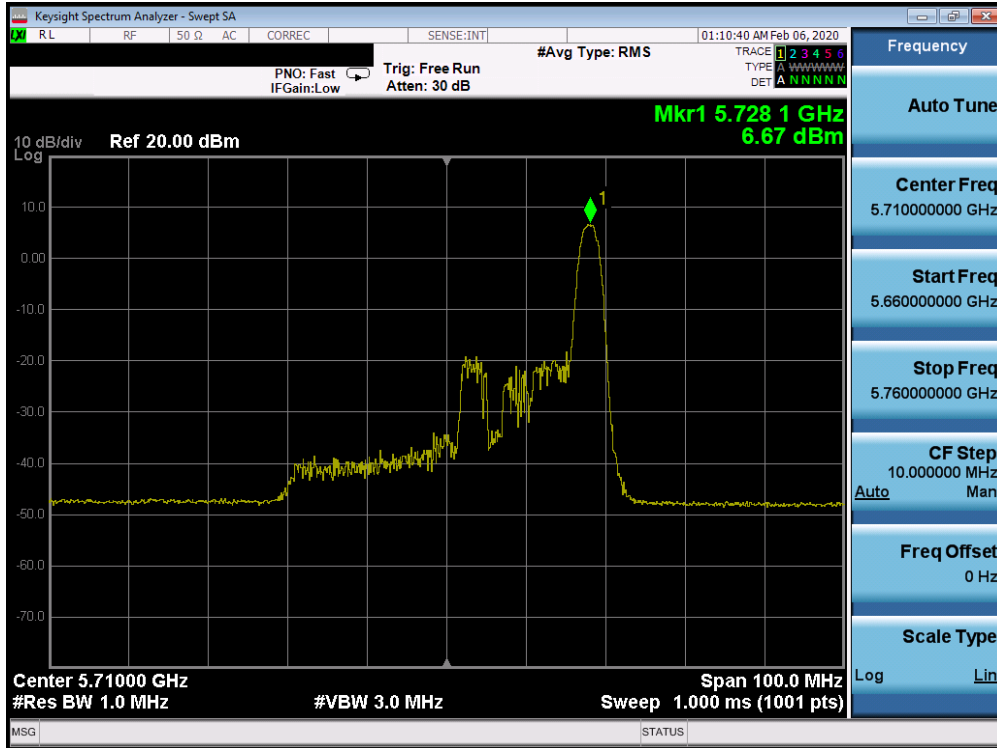 Keysight Spectrum Analyzer - Swept SA
LXI RL RF 50 Ω AC CORREC SENSE:INT 01:10:40 AM Feb 06, 2020
#Avg Type: RMS
TRACE 1 2 3 4 5 6
TYPE A WWWWW
DET A N N N N N
PNO: Fast
IFGain:Low
Trig: Free Run
Atten: 30 dB
Mkr1 5.728 1 GHz
6.67 dBm
10 dB/div
Log
Ref 20.00 dBm
1
10.0
0.00
-10.0
-20.0
-30.0
-40.0
-50.0
-60.0
-70.0
Center 5.71000 GHz
Span 100.0 MHz
#Res BW 1.0 MHz
#VBW 3.0 MHz
Sweep 1.000 ms (1001 pts)
MSG
STATUS
Frequency
Auto Tune
Center Freq
5.710000000 GHz
Start Freq
5.660000000 GHz
Stop Freq
5.760000000 GHz
CF Step
10.000000 MHz
Auto Man
Freq Offset
0 Hz
Scale Type
Log Lin